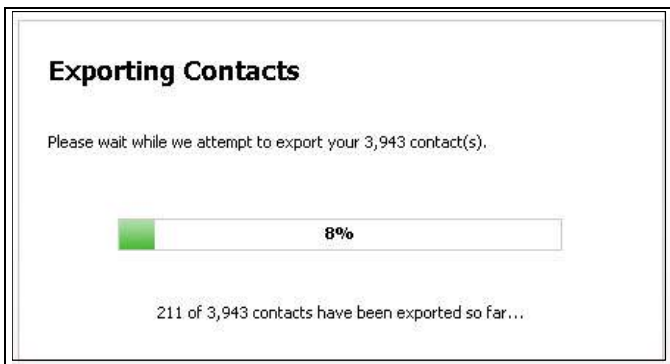 Exporting Contacts
Please wait while we attempt to export your 3,943 contact(s).
8%
211 of 3,943 contacts have been exported so far...